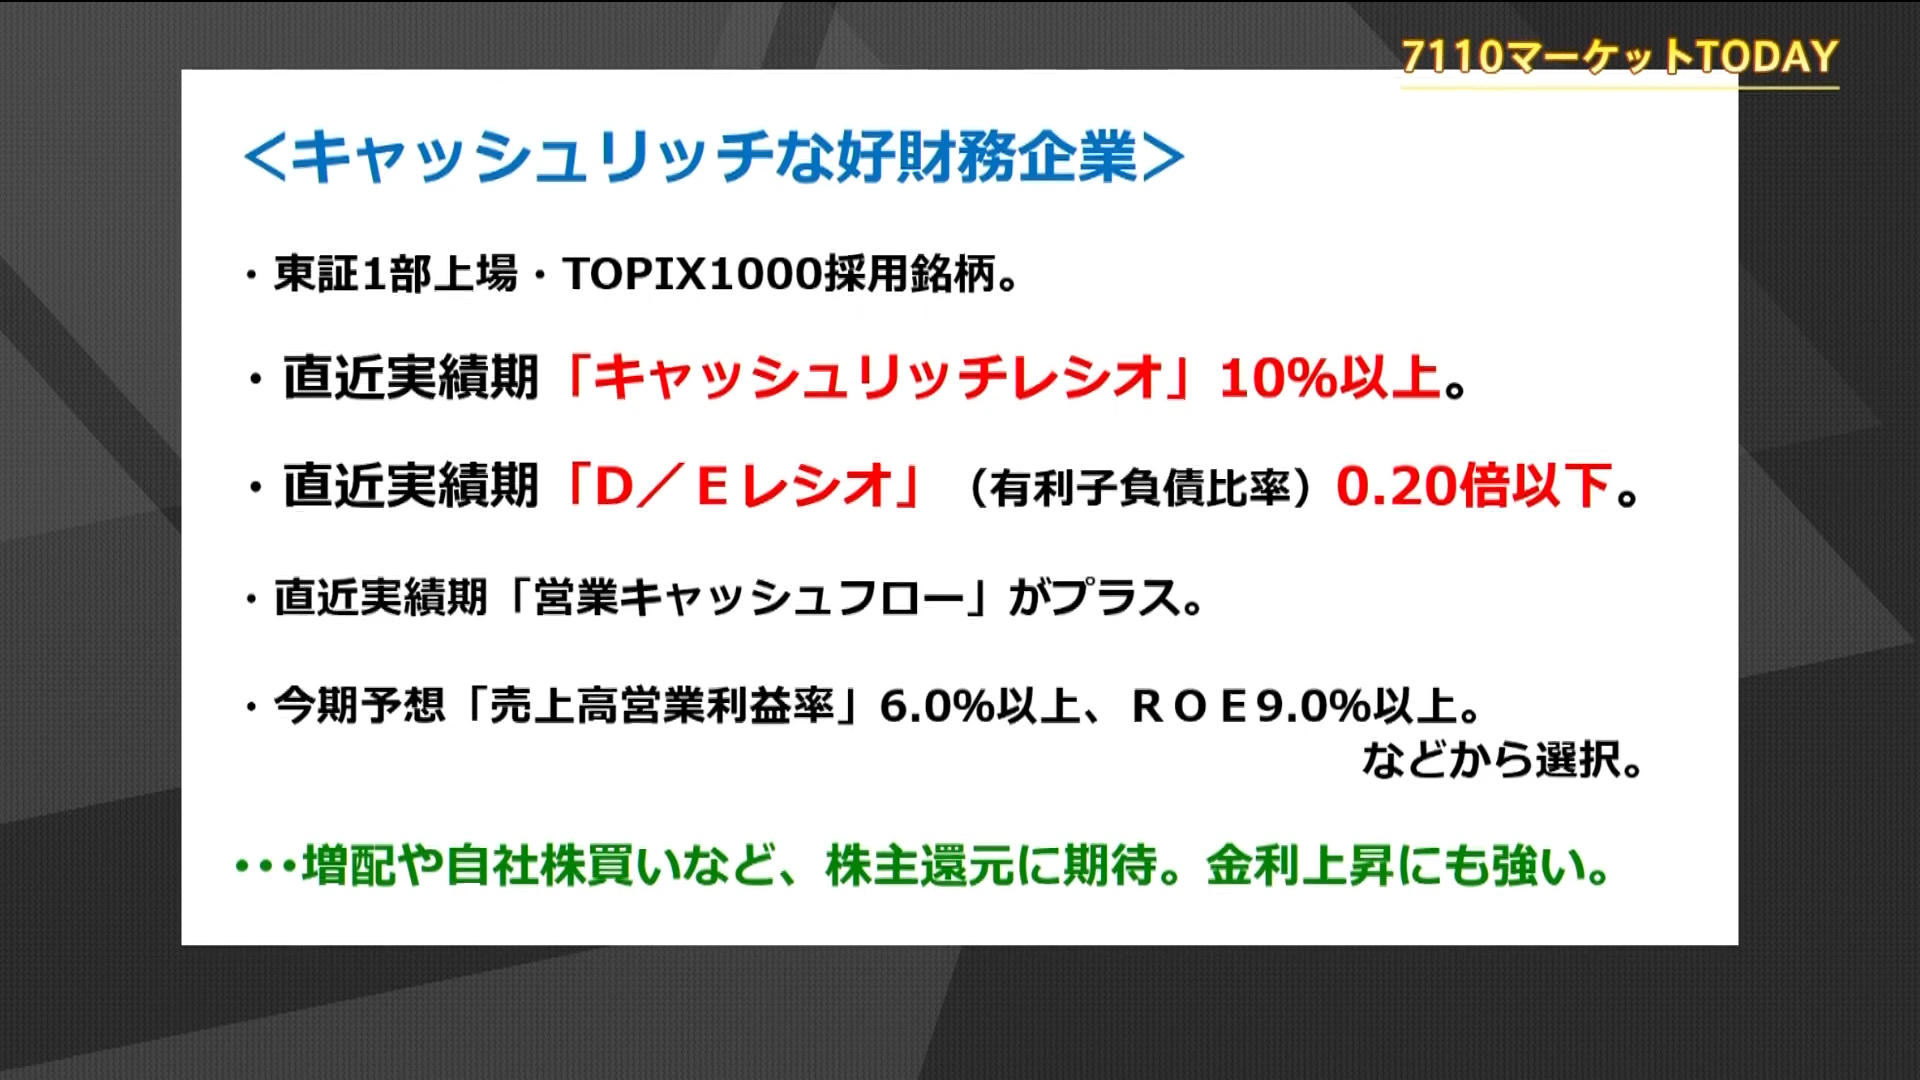 7110マーケットTODAY
＜キャッシュリッチな好財務企業＞
・東証1部上場・TOPIX1000採用銘柄。
・直近実績期「キャッシュリッチレシオ」10%以上。
・直近実績期「D／Eレシオ」（有利子負債比率）0.20倍以下。
・直近実績期「営業キャッシュフロー」がプラス。
・今期予想「売上高営業利益率」6.0%以上、ＲＯＥ9.0%以上。
などから選択。
・・・増配や自社株買いなど、株主還元に期待。金利上昇にも強い。